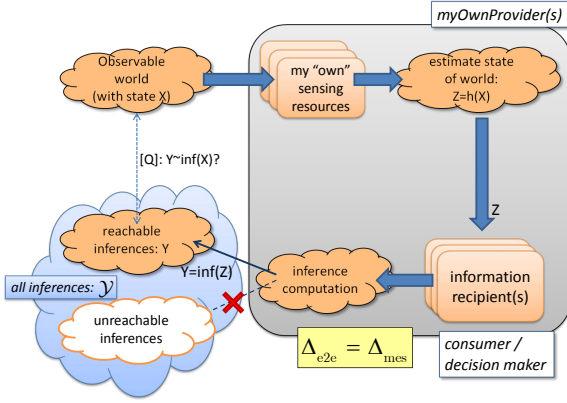 myOwnProvider(s)
Observable
world
(with state X)
my “own”
sensing
resources
estimate state
of world:
Z=h(X)
[Q]: Y~inf(X)?
Z
reachable
inferences: Y
Y=inf(Z)
inference
computation
information
recipient(s)
all inferences: 𝒴
unreachable
inferences
Δe2e = Δmes
consumer /
decision maker